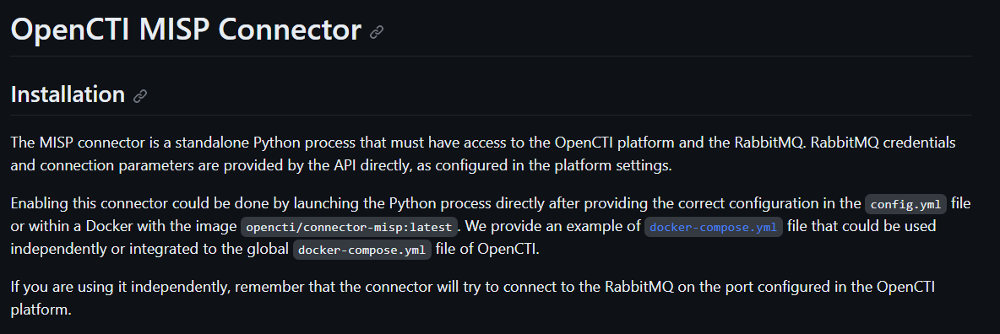 OpenCTI MISP Connector
Installation
The MISP connector is a standalone Python process that must have access to the OpenCTI platform and the RabbitMQ. RabbitMQ credentials
and connection parameters are provided by the API directly, as configured in the platform settings.
Enabling this connector could be done by launching the Python process directly after providing the correct configuration in the config.yml file
or within a Docker with the image opencti/connector-misp:latest. We provide an example of docker-compose.yml file that could be used
independently or integrated to the global docker-compose.yml file of OpenCTI.
If you are using it independently, remember that the connector will try to connect to the RabbitMQ on the port configured in the OpenCTI
platform.